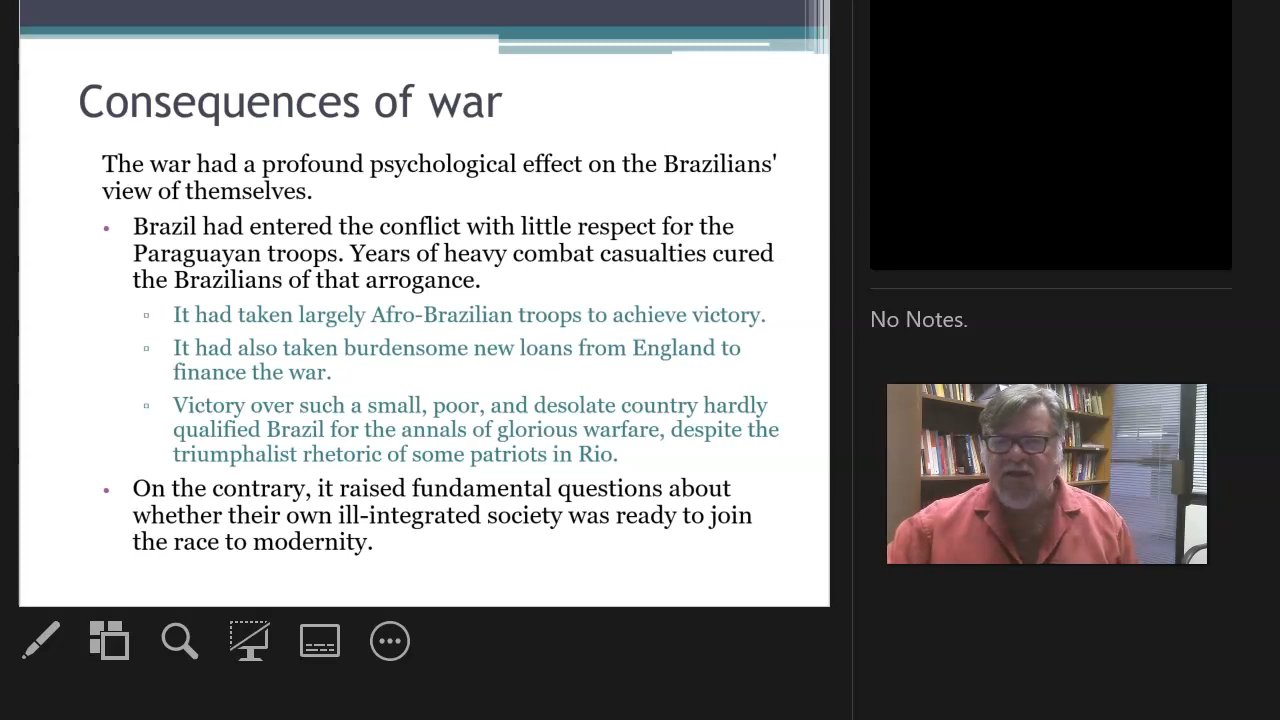 Consequences of war
The war had a profound psychological effect on the Brazilians'
view of themselves.
• Brazil had entered the conflict with little respect for the
Paraguayan troops. Years of heavy combat casualties cured
the Brazilians of that arrogance.
▫ It had taken largely Afro-Brazilian troops to achieve victory.
▫ It had also taken burdensome new loans from England to
finance the war.
▫ Victory over such a small, poor, and desolate country hardly
qualified Brazil for the annals of glorious warfare, despite the
triumphalist rhetoric of some patriots in Rio.
• On the contrary, it raised fundamental questions about
whether their own ill-integrated society was ready to join
the race to modernity.
No Notes.